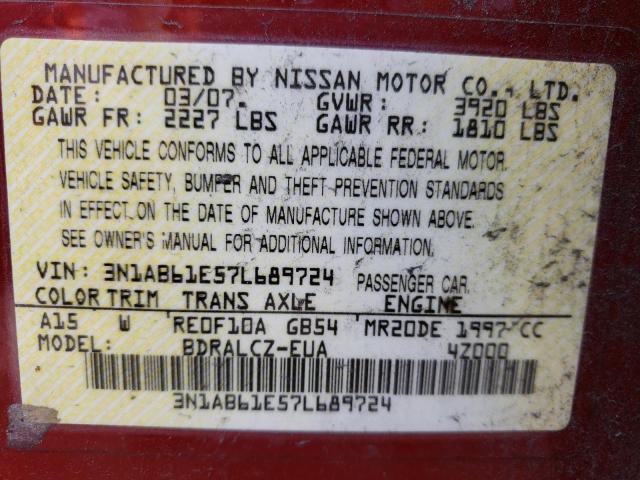 MANUFACTURED BY NISSAN MOTOR CO., LTD.
DATE: 03/07. GVWR: 3920 LBS
GAWR FR: 2227 LBS GAWR RR: 1810 LBS
THIS VEHICLE CONFORMS TO ALL APPLICABLE FEDERAL MOTOR
VEHICLE SAFETY, BUMPER AND THEFT PREVENTION STANDARDS
IN EFFECT ON THE DATE OF MANUFACTURE SHOWN ABOVE.
SEE OWNER'S MANUAL FOR ADDITIONAL INFORMATION.
VIN: 3N1AB61E57L689724 PASSENGER CAR
COLOR TRIM TRANS AXLE ENGINE
A15 W RE0F10A GB54 MR20DE 1997 CC
MODEL: BDRALCZ-EUA 4Z000
3N1AB61E57L689724